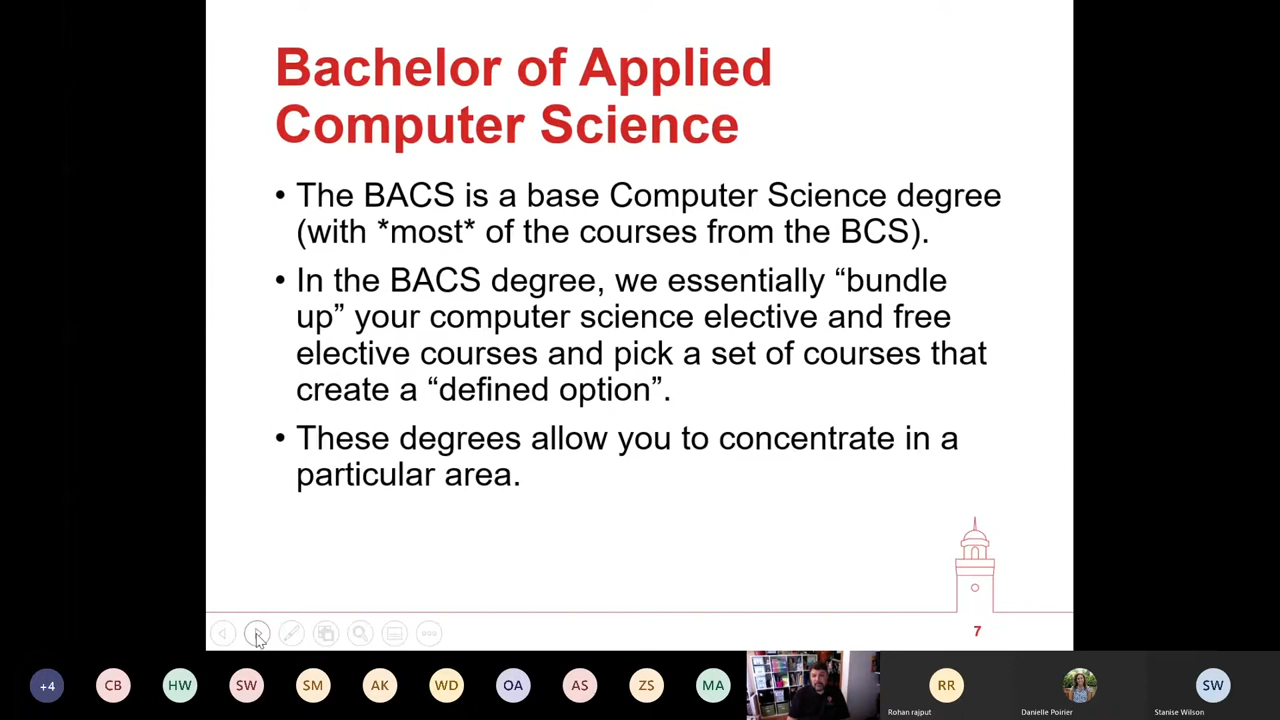 Bachelor of Applied
Computer Science
• The BACS is a base Computer Science degree
(with *most* of the courses from the BCS).
• In the BACS degree, we essentially “bundle
up” your computer science elective and free
elective courses and pick a set of courses that
create a “defined option”.
• These degrees allow you to concentrate in a
particular area.
7
+4 CB HW SW SM AK WD OA AS ZS MA RR SW
Rohan rajput Danielle Poirier Stanise Wilson